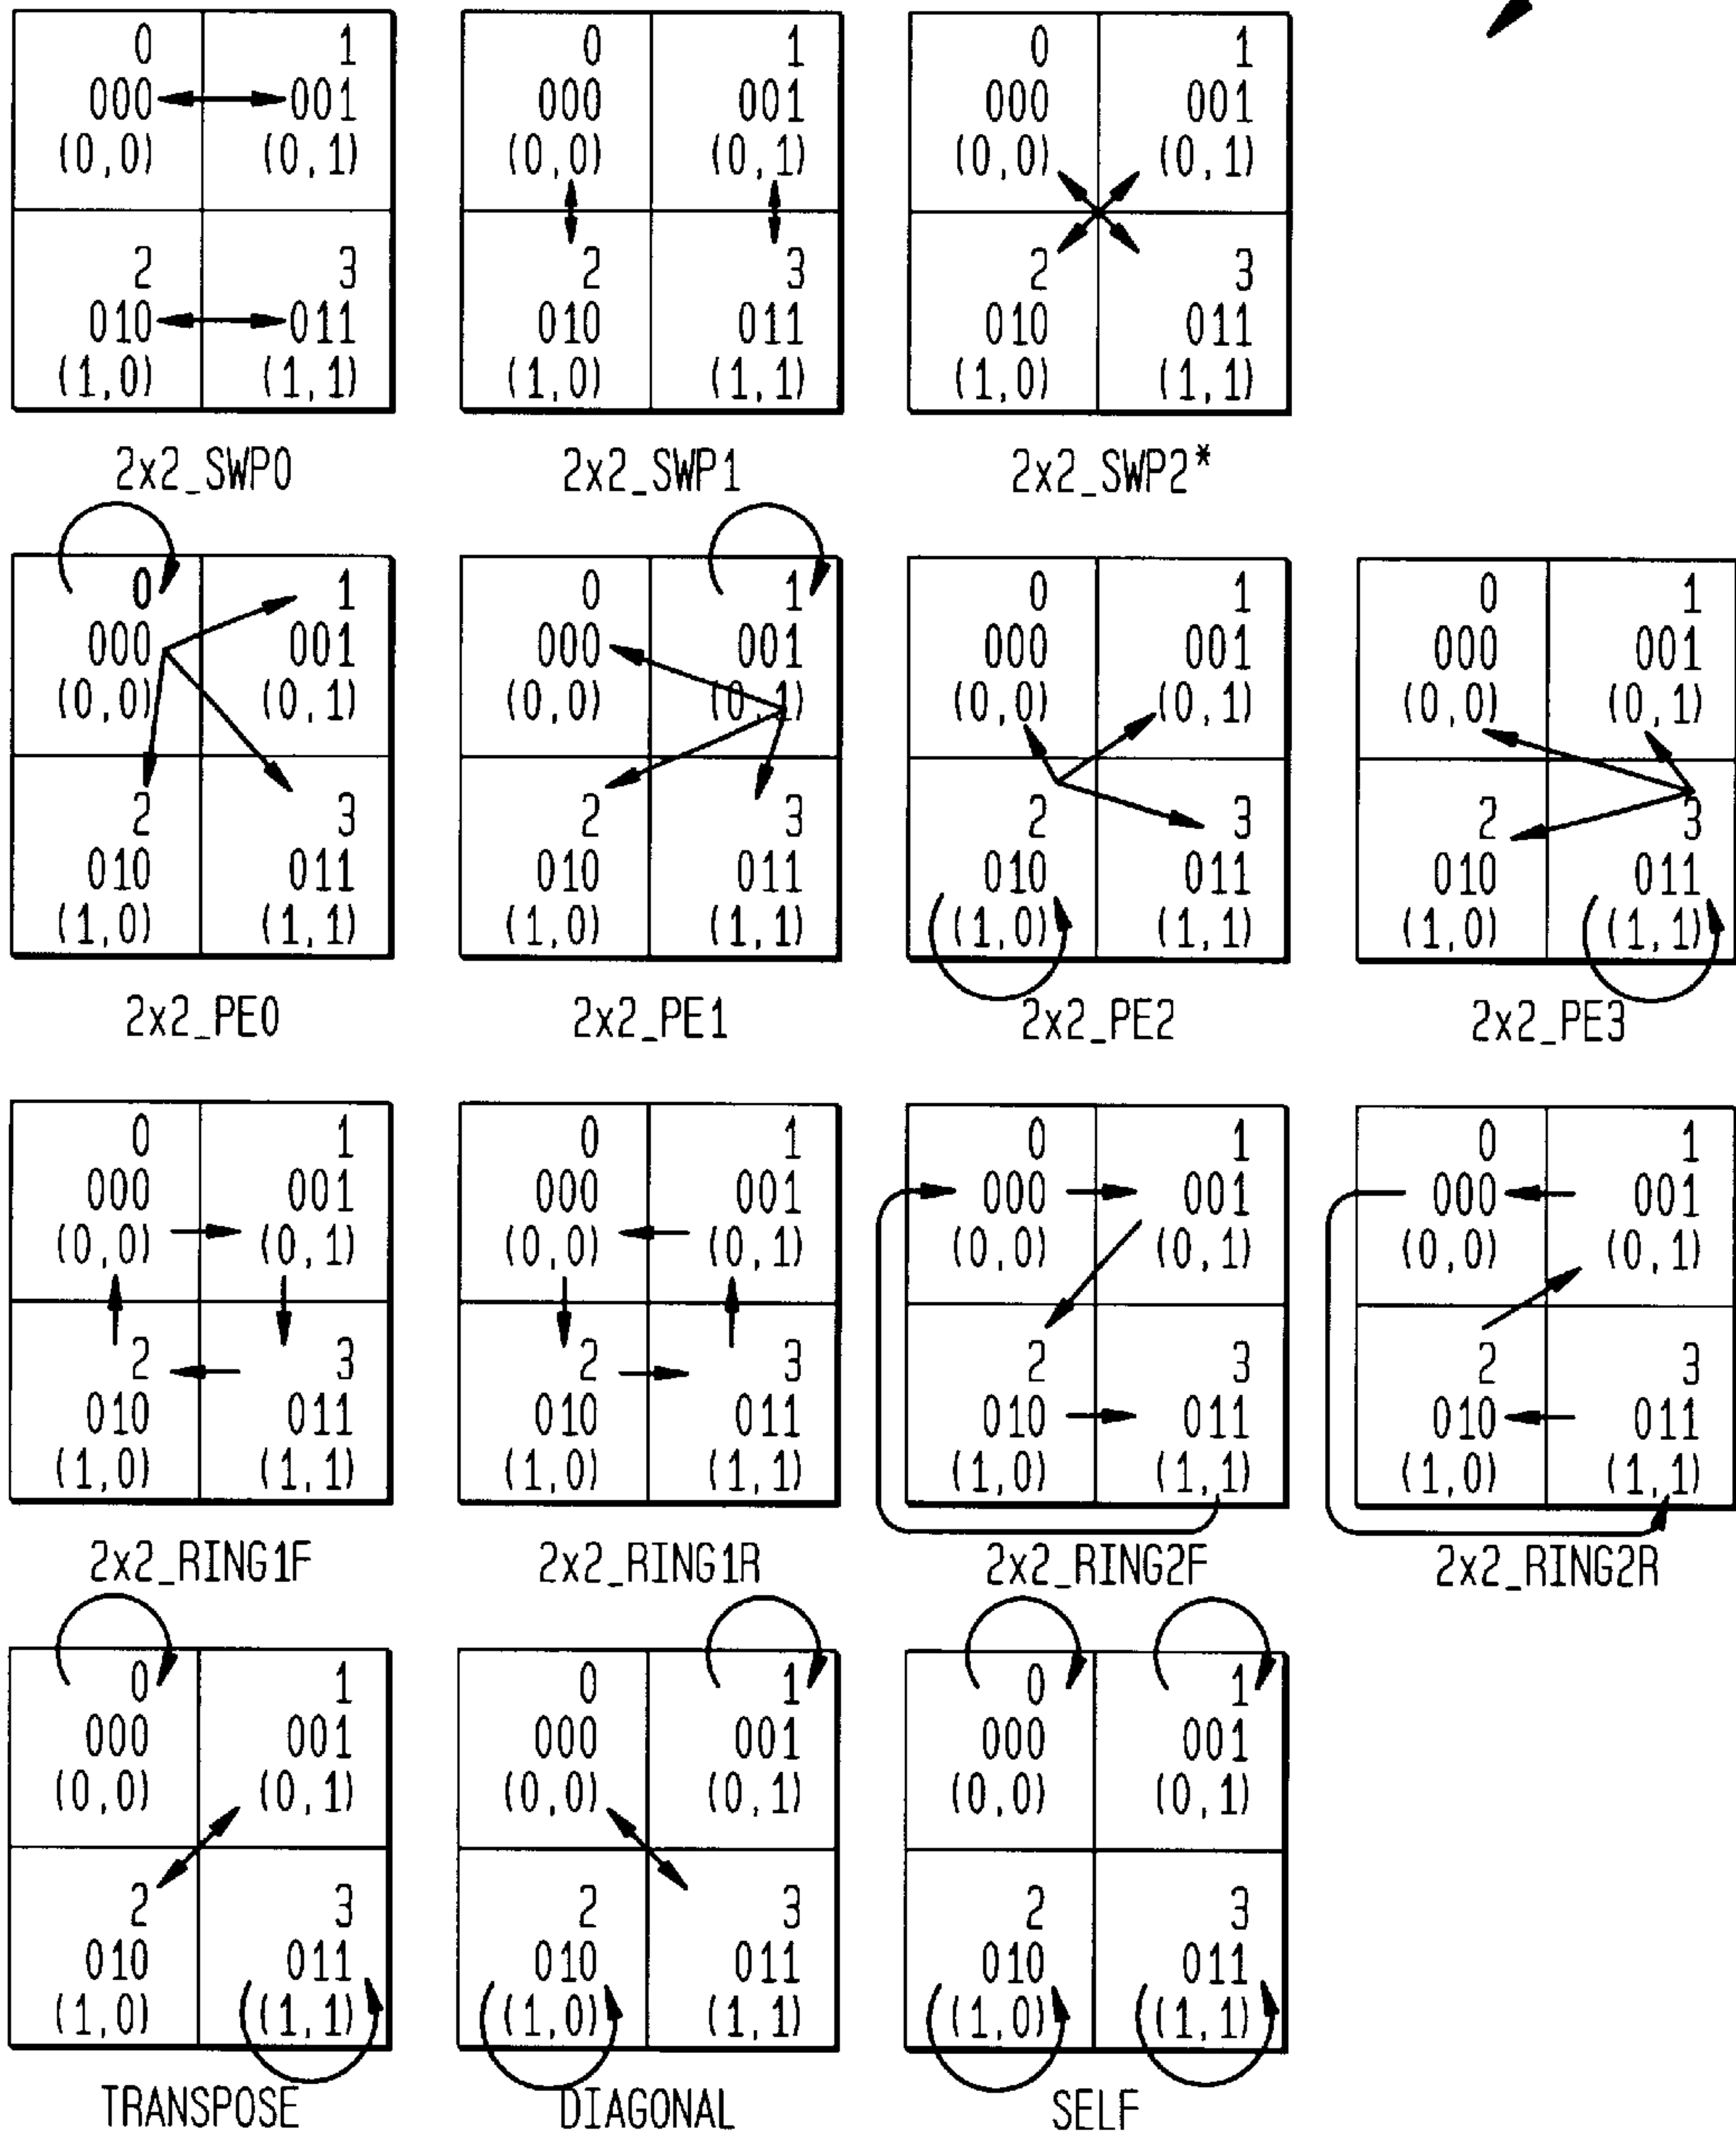 0 1 0 1 0 1
000 001 000 001 000 001
(0,0) (0,1) (0,0) (0,1) (0,0) (0,1)
2 3 2 3 2 3
010 011 010 011 010 011
(1,0) (1,1) (1,0) (1,1) (1,0) (1,1)
2x2_SWP0 2x2_SWP1 2x2_SWP2*
0 1 0 1 0 1 0 1
000 001 000 001 000 001 000 001
(0,0) (0,1) (0,0) (0,1) (0,0) (0,1) (0,0) (0,1)
2 3 2 3 2 3 2 3
010 011 010 011 010 011 010 011
(1,0) (1,1) (1,0) (1,1) (1,0) (1,1) (1,0) (1,1)
2x2_PE0 2x2_PE1 2x2_PE2 2x2_PE3
0 1 0 1 0 1 0 1
000 001 000 001 000 001 000 001
(0,0) (0,1) (0,0) (0,1) (0,0) (0,1) (0,0) (0,1)
2 3 2 3 2 3 2 3
010 011 010 011 010 011 010 011
(1,0) (1,1) (1,0) (1,1) (1,0) (1,1) (1,0) (1,1)
2x2_RING1F 2x2_RING1R 2x2_RING2F 2x2_RING2R
0 1 0 1 0 1
000 001 000 001 000 001
(0,0) (0,1) (0,0) (0,1) (0,0) (0,1)
2 3 2 3 2 3
010 011 010 011 010 011
(1,0) (1,1) (1,0) (1,1) (1,0) (1,1)
TRANSPOSE DIAGONAL SELF